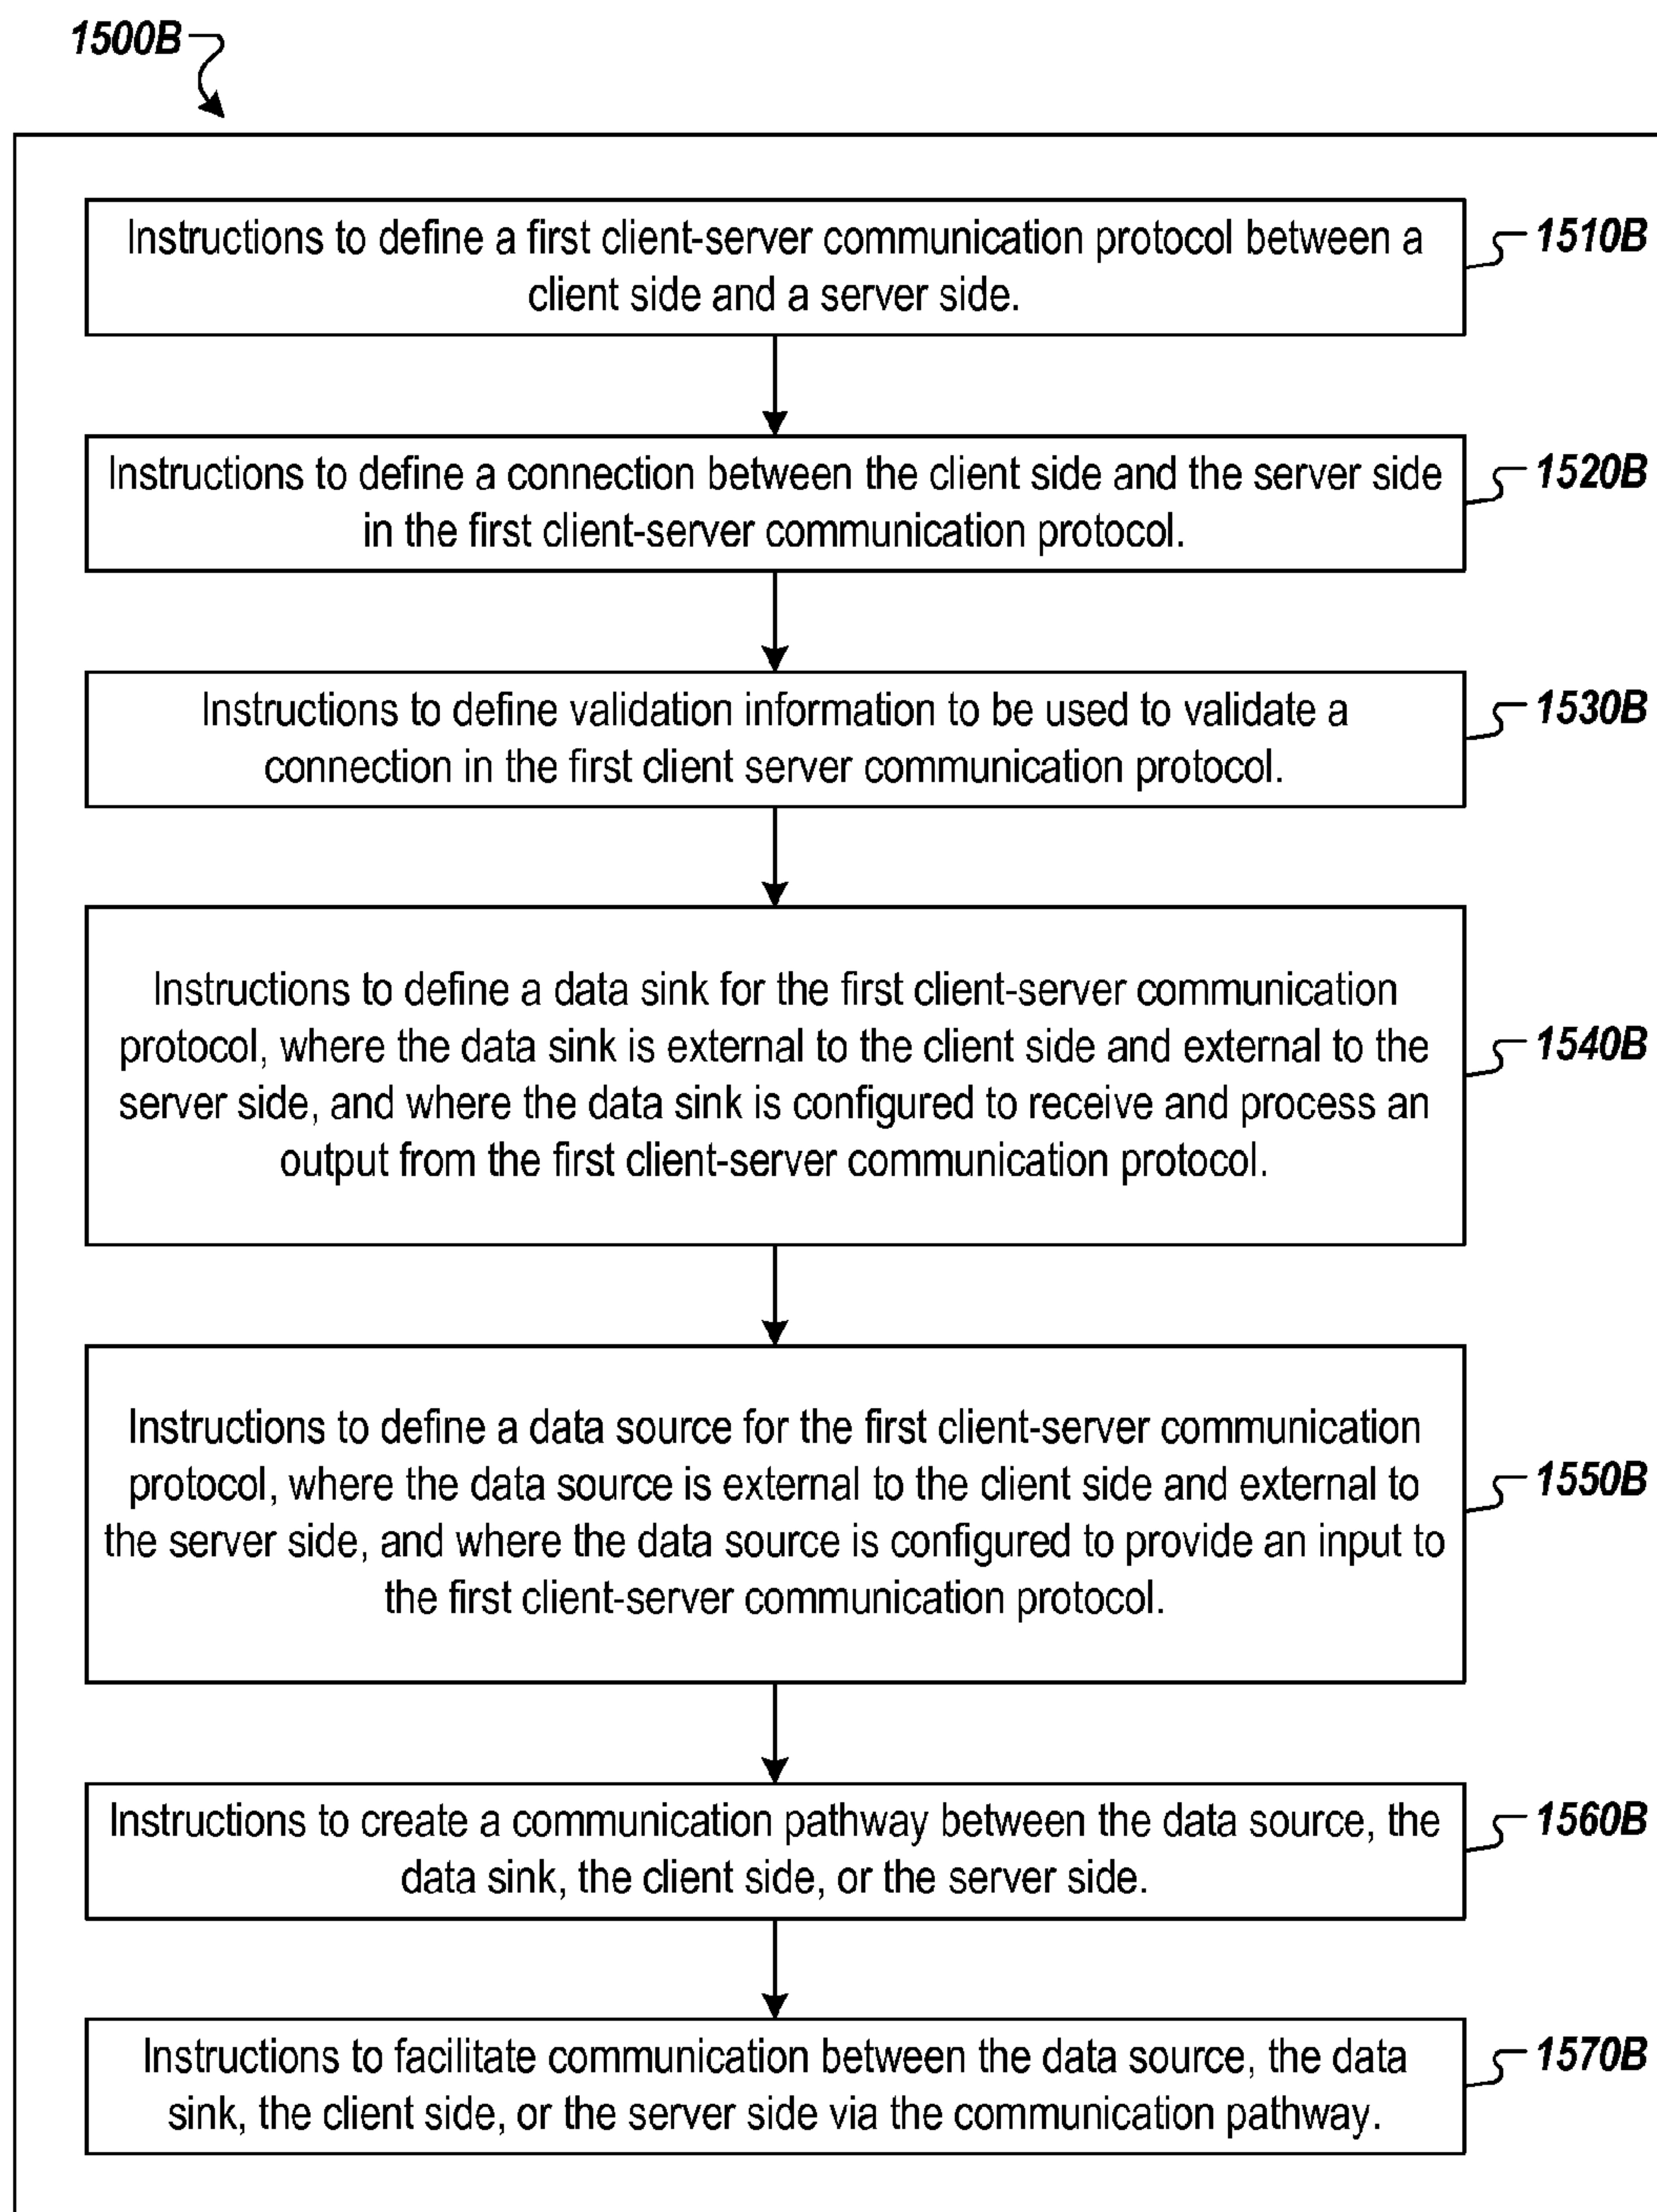 1500B
Instructions to define a first client-server communication protocol between a
client side and a server side.
1510B
Instructions to define a connection between the client side and the server side
in the first client-server communication protocol.
1520B
Instructions to define validation information to be used to validate a
connection in the first client server communication protocol.
1530B
Instructions to define a data sink for the first client-server communication
protocol, where the data sink is external to the client side and external to the
server side, and where the data sink is configured to receive and process an
output from the first client-server communication protocol.
1540B
Instructions to define a data source for the first client-server communication
protocol, where the data source is external to the client side and external to
the server side, and where the data source is configured to provide an input to
the first client-server communication protocol.
1550B
Instructions to create a communication pathway between the data source, the
data sink, the client side, or the server side.
1560B
Instructions to facilitate communication between the data source, the data
sink, the client side, or the server side via the communication pathway.
1570B